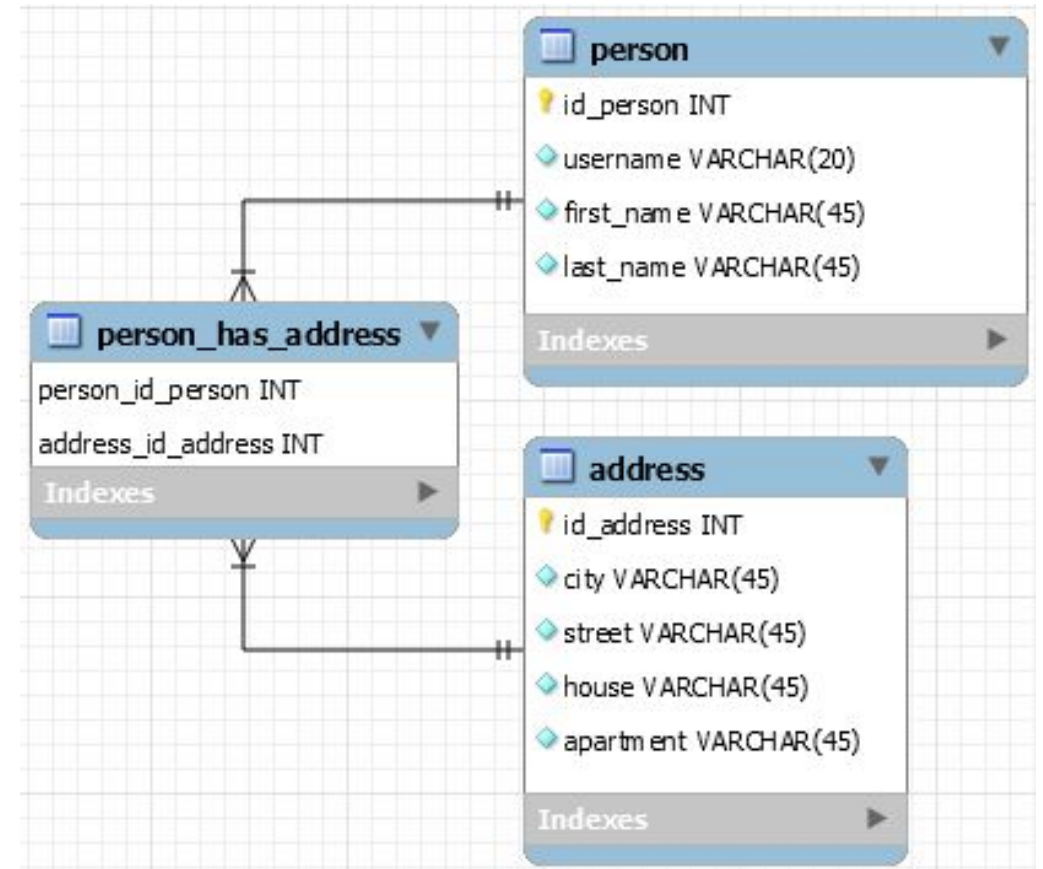 person
id_person INT
username VARCHAR(20)
first_name VARCHAR(45)
last_name VARCHAR(45)
Indexes
person_has_address
person_id_person INT
address_id_address INT
Indexes
address
id_address INT
city VARCHAR(45)
street VARCHAR(45)
house VARCHAR(45)
apartment VARCHAR(45)
Indexes